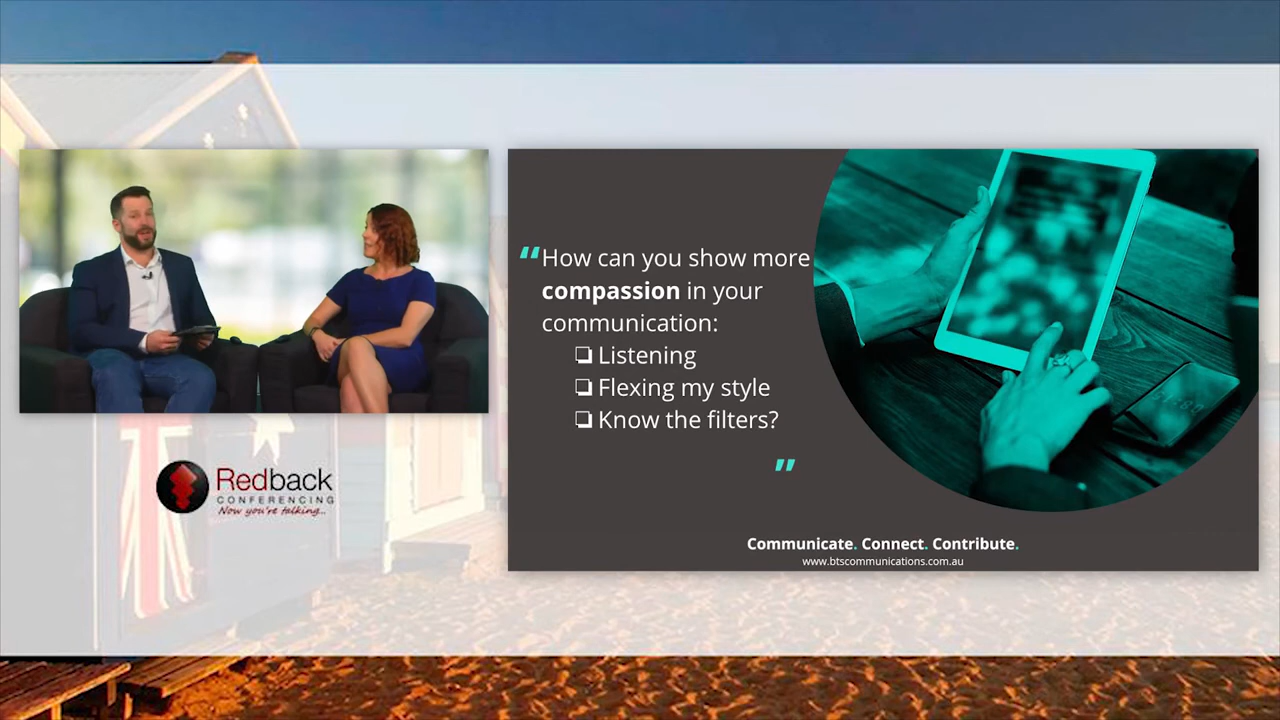 Redback
CONFERENCING
Now you're talking...
“How can you show more
compassion in your
communication:
❏ Listening
❏ Flexing my style
❏ Know the filters?
”
Communicate. Connect. Contribute.
www.btscommunications.com.au